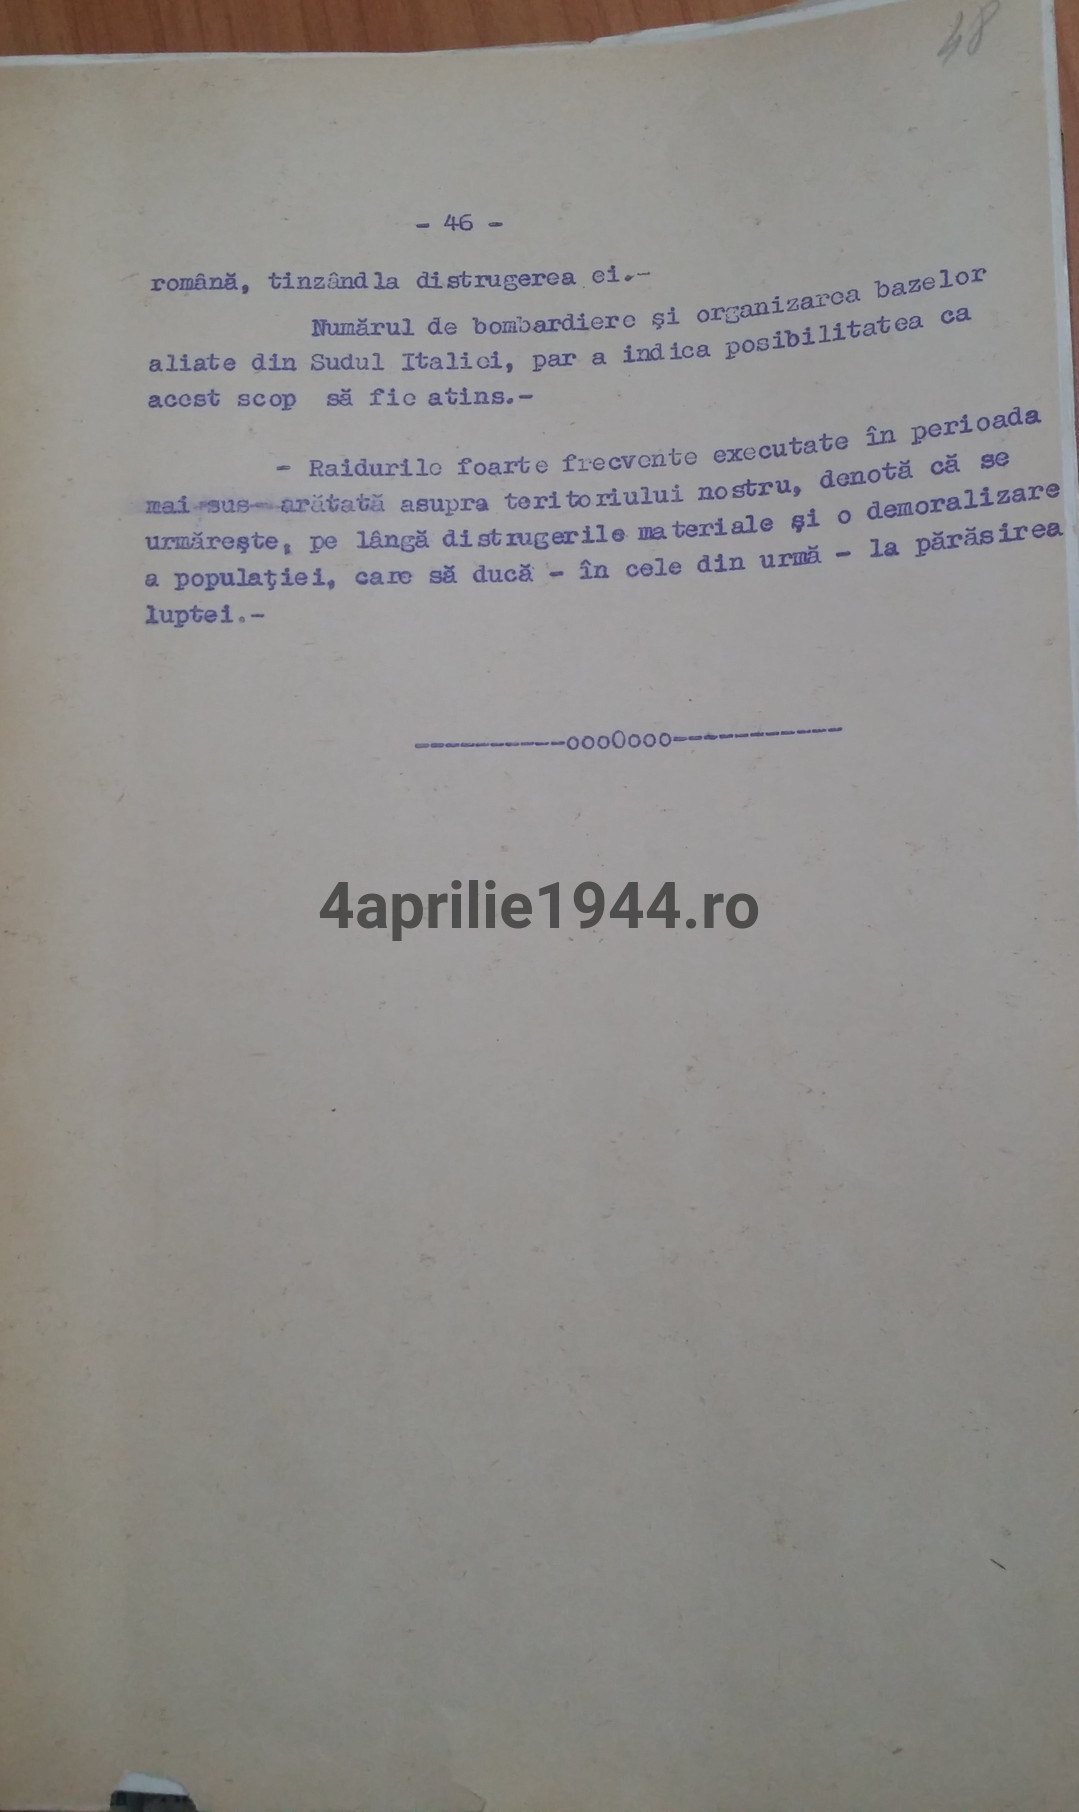 48
- 46 -
română, tinzând la distrugerea ei.-
Numărul de bombardiere şi organizarea bazelor
aliate din Sudul Italiei, par a indica posibilitatea ca
acest scop să fie atins.-
- Raidurile foarte frecvente executate în perioada
mai sus arătată asupra teritoriului nostru, denotă că se
urmăreşte, pe lângă distrugerile materiale şi o demoralizare
a populaţiei, care să ducă - în cele din urmă - la părăsirea
luptei.-
----------oooOooo-----------
4aprilie1944.ro